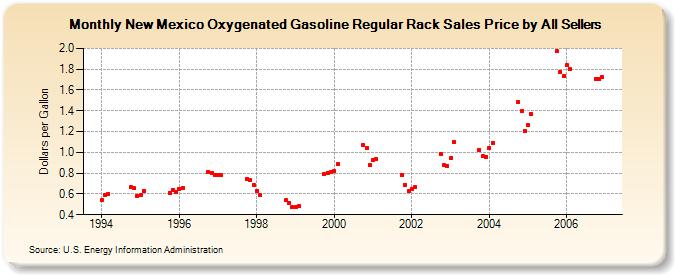 Monthly New Mexico Oxygenated Gasoline Regular Rack Sales Price by All Sellers
Dollars per Gallon
2.0
1.8
1.6
1.4
1.2
1.0
0.8
0.6
0.4
1994 1996 1998 2000 2002 2004 2006
Source: U.S. Energy Information Administration